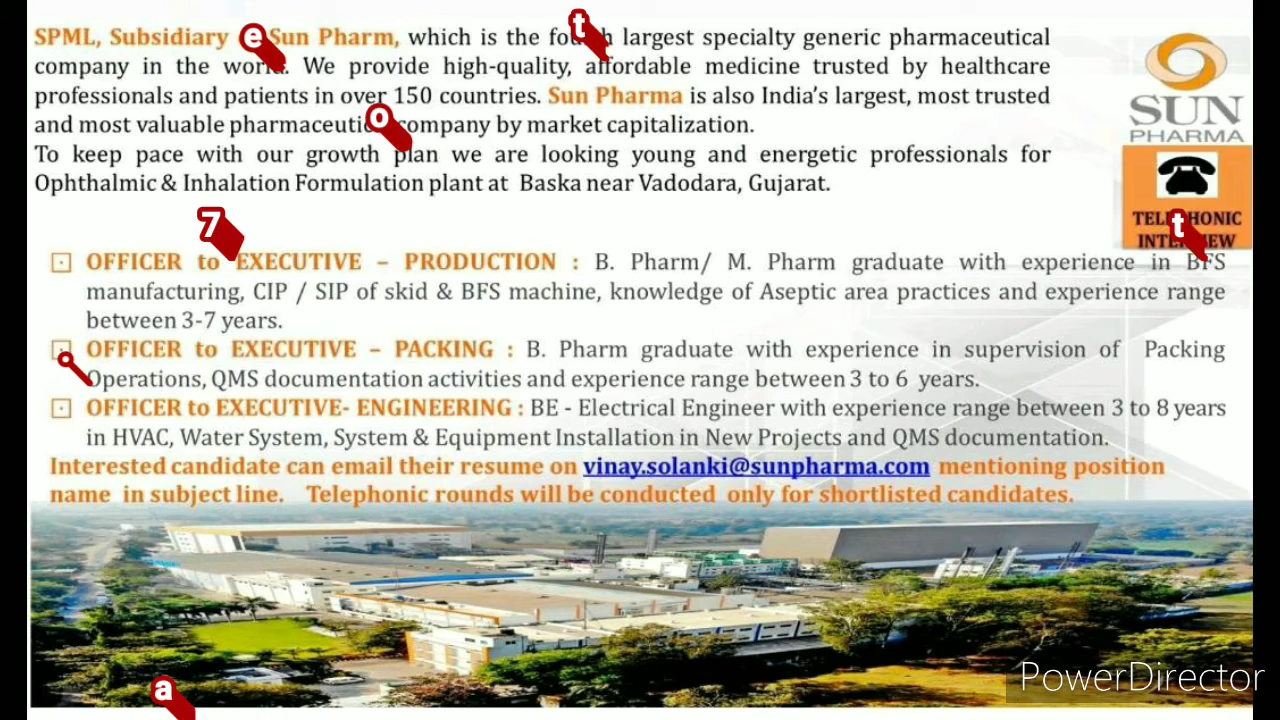 SPML, Subsidiary Sun Pharm, which is the fourth largest specialty generic pharmaceutical
company in the world. We provide high-quality, affordable medicine trusted by healthcare
professionals and patients in over 150 countries. Sun Pharma is also India's largest, most trusted
and most valuable pharmaceutical company by market capitalization.
To keep pace with our growth plan we are looking young and energetic professionals for
Ophthalmic & Inhalation Formulation plant at Baska near Vadodara, Gujarat.
SUN
PHARMA
TELEPHONIC
INTERVIEW
e
t
o
7
t
o
a
OFFICER to EXECUTIVE – PRODUCTION : B. Pharm/ M. Pharm graduate with experience in BFS
manufacturing, CIP / SIP of skid & BFS machine, knowledge of Aseptic area practices and experience range
between 3-7 years.
OFFICER to EXECUTIVE – PACKING : B. Pharm graduate with experience in supervision of Packing
Operations, QMS documentation activities and experience range between 3 to 6 years.
OFFICER to EXECUTIVE- ENGINEERING : BE - Electrical Engineer with experience range between 3 to 8 years
in HVAC, Water System, System & Equipment Installation in New Projects and QMS documentation.
Interested candidate can email their resume on vinay.solanki@sunpharma.com mentioning position
name in subject line. Telephonic rounds will be conducted only for shortlisted candidates.
PowerDirector